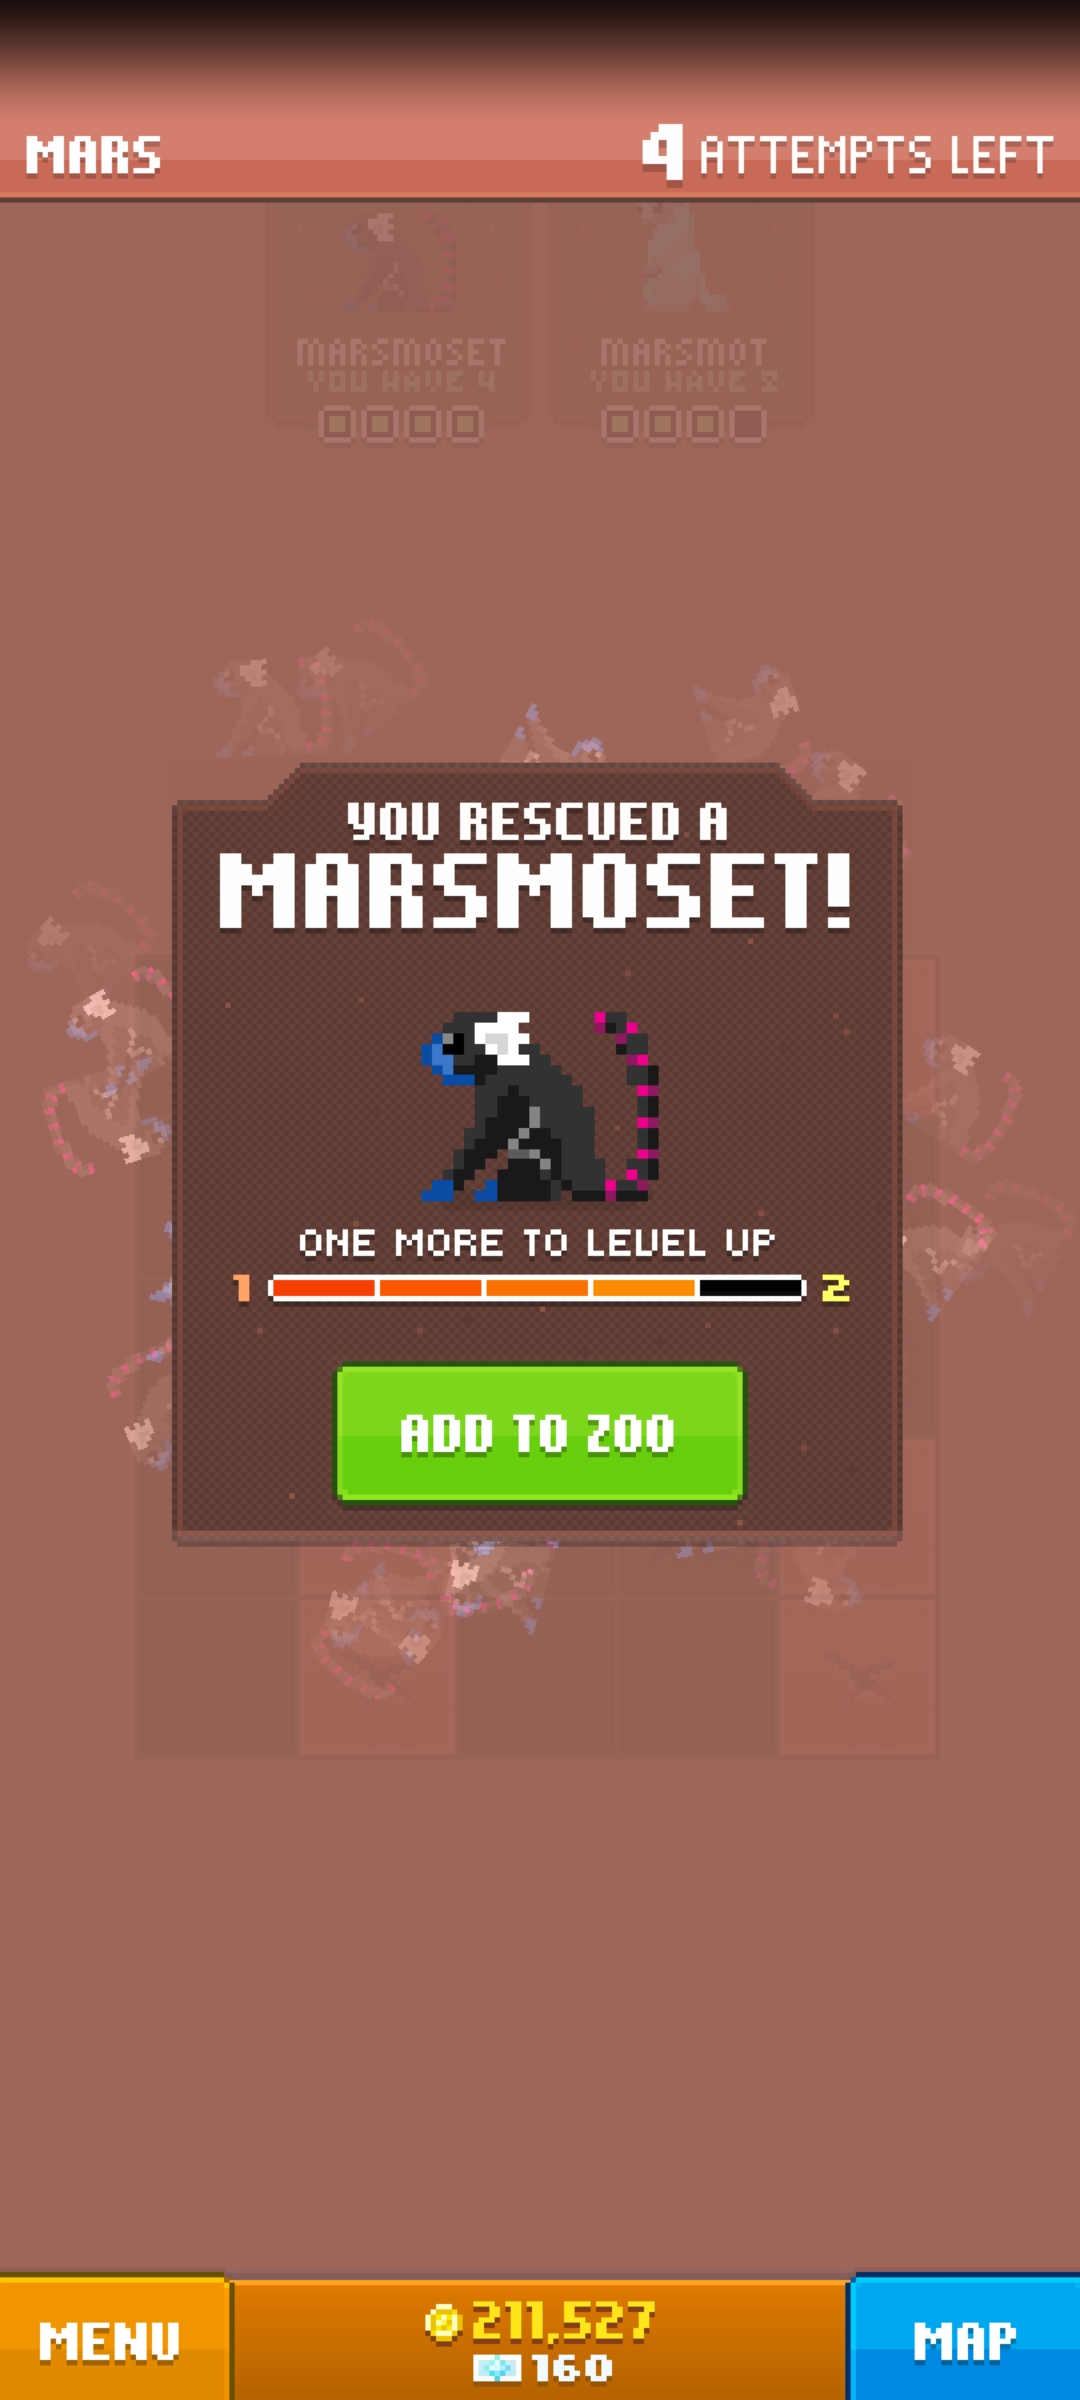 MARS
4 ATTEMPTS LEFT
MARSMOSET
YOU HAVE 4
MARSMOT
YOU HAVE 2
YOU RESCUED A
MARSMOSET!
ONE MORE TO LEVEL UP
1
2
ADD TO ZOO
MENU
211,527
160
MAP